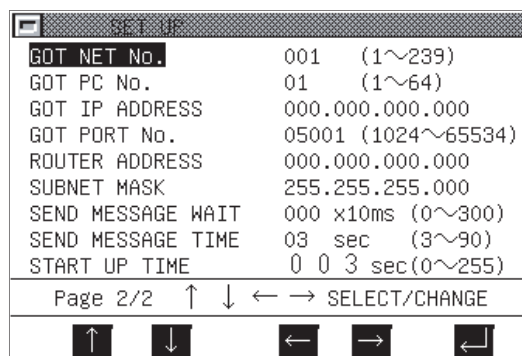 SET UP
GOT NET No. 001 (1～239)
GOT PC No. 01 (1～64)
GOT IP ADDRESS 000.000.000.000
GOT PORT No. 05001 (1024～65534)
ROUTER ADDRESS 000.000.000.000
SUBNET MASK 255.255.255.000
SEND MESSAGE WAIT 000 x10ms (0～300)
SEND MESSAGE TIME 03 sec (3～90)
START UP TIME 0 0 3 sec(0～255)
Page 2/2 ↑ ↓ ← → SELECT/CHANGE
↑ ↓ ← → ↵